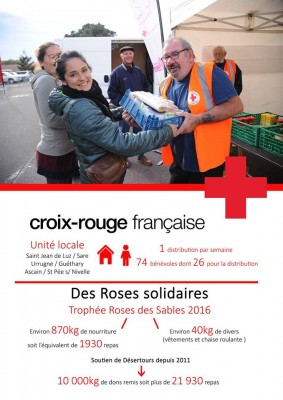 croix-rouge française
Unité locale
Saint Jean de Luz / Sare
Urrugne / Guéthary
Ascain / St Pée s/ Nivelle
1 distribution par semaine
74 bénévoles dont 26 pour la distribution
Des Roses solidaires
Trophée Roses des Sables 2016
Environ 870kg de nourriture
soit l'équivalent de 1930 repas
Environ 40kg de divers
(vêtements et chaise roulante )
Soutien de Désertours depuis 2011
10 000kg de dons remis soit plus de 21 930 repas